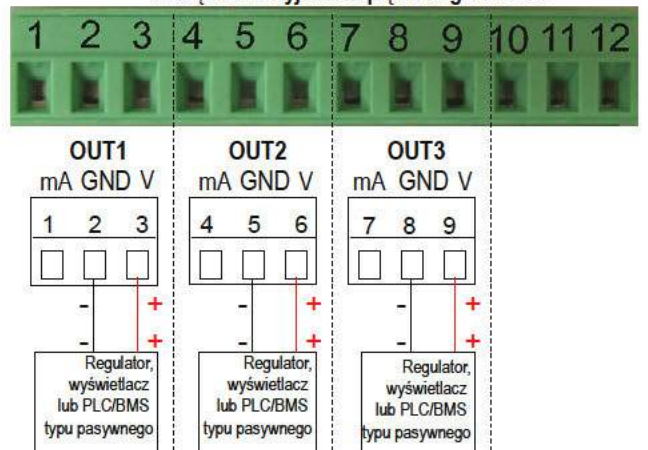 1 2 3 4 5 6 7 8 9 10 11 12
OUT1 OUT2 OUT3
mA GND V mA GND V mA GND V
1 2 3 4 5 6 7 8 9
- + - + - +
- + - + - +
Regulator, Regulator, Regulator,
wyświetlacz wyświetlacz wyświetlacz
lub PLC/BMS lub PLC/BMS lub PLC/BMS
typu pasywnego typu pasywnego typu pasywnego